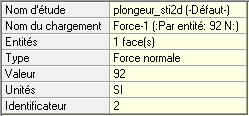 Nom d'étude plongeur_sti2d (-Défaut-)
Nom du chargement Force-1 (:Par entité: 92 N:)
Entités 1 face(s)
Type Force normale
Valeur 92
Unités SI
Identificateur 2